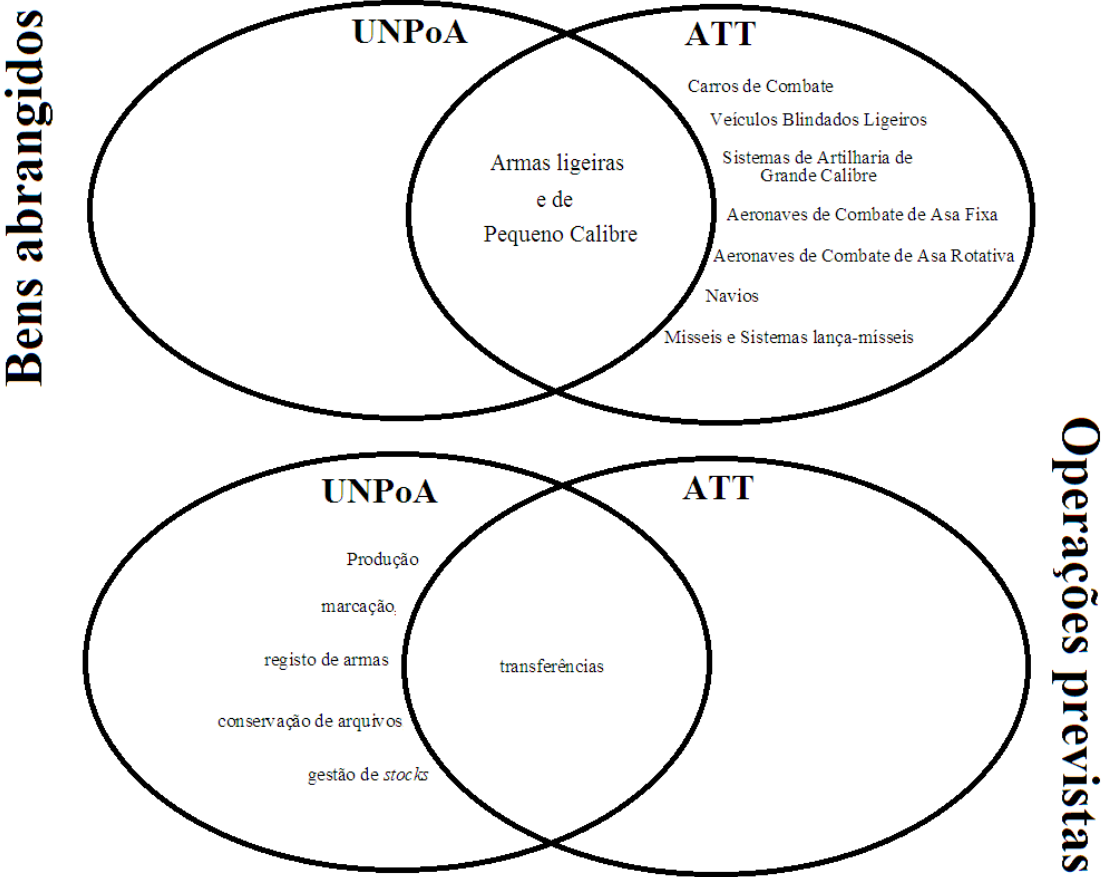 Bens abrangidos
UNPoA
ATT
Carros de Combate
Veículos Blindados Ligeiros
Sistemas de Artilharia de
Grande Calibre
Aeronaves de Combate de Asa Fixa
Aeronaves de Combate de Asa Rotativa
Navios
Misseis e Sistemas lança-mísseis
Armas ligeiras
e de
Pequeno Calibre
Operações previstas
UNPoA
ATT
Produção
marcação,
registo de armas
conservação de arquivos
gestão de stocks
transferências